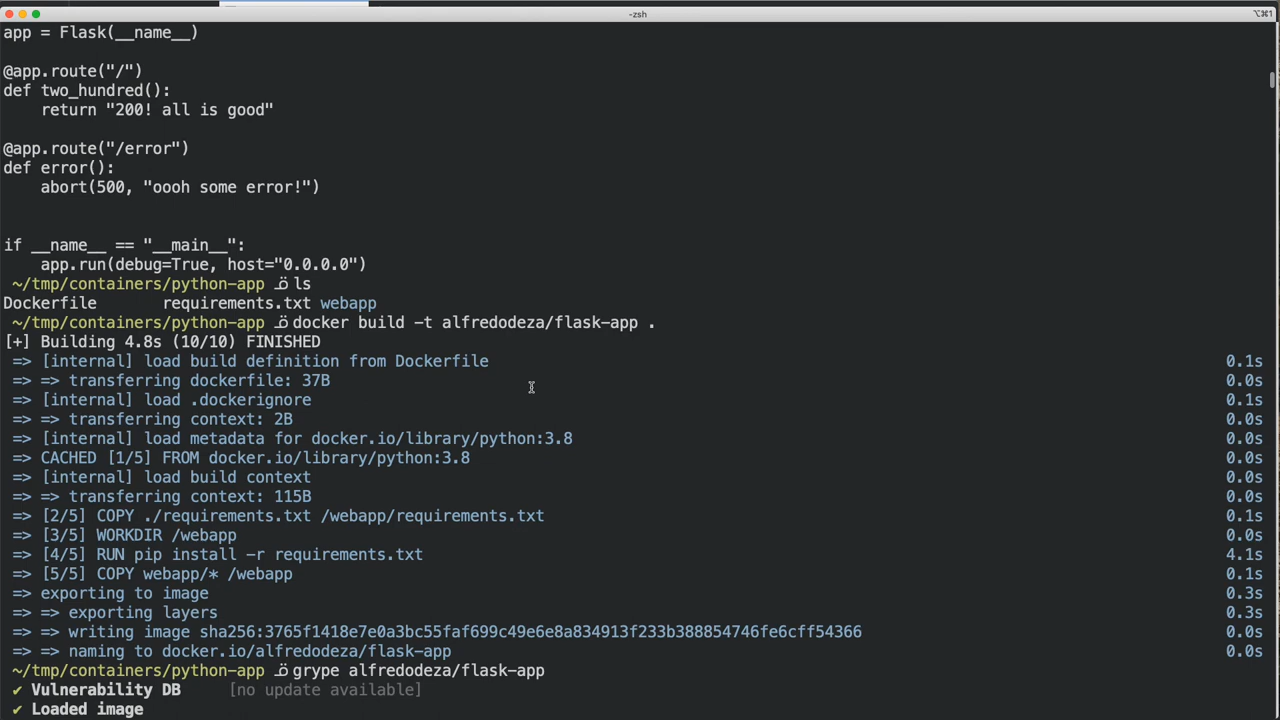 -zsh
⌥⌘1
app = Flask(__name__)
@app.route("/")
def two_hundred():
    return "200! all is good"
@app.route("/error")
def error():
    abort(500, "oooh some error!")
if __name__ == "__main__":
    app.run(debug=True, host="0.0.0.0")
~/tmp/containers/python-app ls
Dockerfile       requirements.txt webapp
~/tmp/containers/python-app docker build -t alfredodeza/flask-app .
[+] Building 4.8s (10/10) FINISHED
=> [internal] load build definition from Dockerfile 0.1s
=> => transferring dockerfile: 37B 0.0s
=> [internal] load .dockerignore 0.1s
=> => transferring context: 2B 0.0s
=> [internal] load metadata for docker.io/library/python:3.8 0.0s
=> CACHED [1/5] FROM docker.io/library/python:3.8 0.0s
=> [internal] load build context 0.0s
=> => transferring context: 115B 0.0s
=> [2/5] COPY ./requirements.txt /webapp/requirements.txt 0.1s
=> [3/5] WORKDIR /webapp 0.0s
=> [4/5] RUN pip install -r requirements.txt 4.1s
=> [5/5] COPY webapp/* /webapp 0.1s
=> exporting to image 0.3s
=> => exporting layers 0.3s
=> => writing image sha256:3765f1418e7e0a3bc55faf699c49e6e8a834913f233b388854746fe6cff54366 0.0s
=> => naming to docker.io/alfredodeza/flask-app 0.0s
~/tmp/containers/python-app grype alfredodeza/flask-app
✔ Vulnerability DB     [no update available]
✔ Loaded image